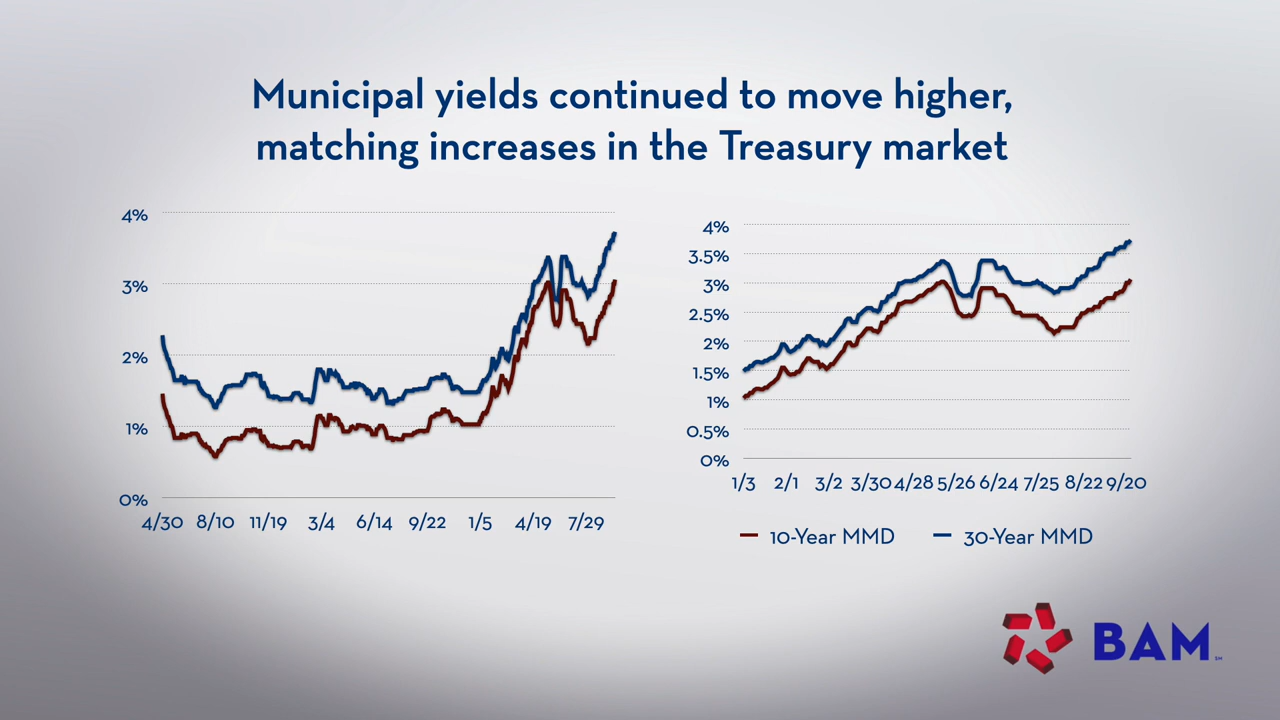 Municipal yields continued to move higher,
matching increases in the Treasury market
4%
3%
2%
1%
0%
4/30 8/10 11/19 3/4 6/14 9/22 1/5 4/19 7/29
4%
3.5%
3%
2.5%
2%
1.5%
1%
0.5%
0%
1/3 2/1 3/2 3/30 4/28 5/26 6/24 7/25 8/22 9/20
10-Year MMD 30-Year MMD
BAM SM